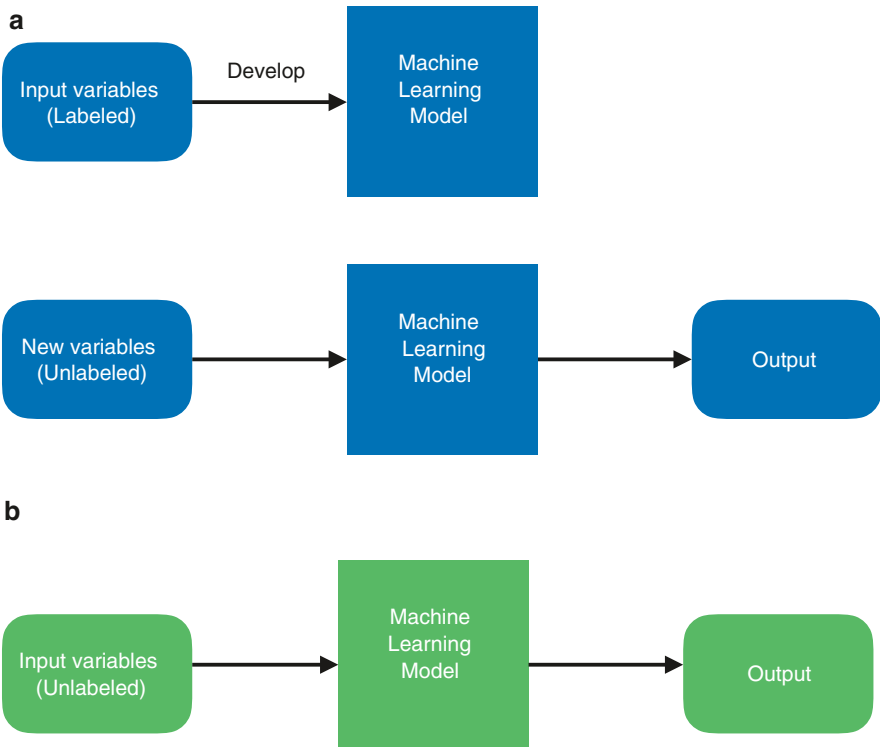 a
Input variables
(Labeled)
Develop
Machine
Learning
Model
New variables
(Unlabeled)
Machine
Learning
Model
Output
b
Input variables
(Unlabeled)
Machine
Learning
Model
Output